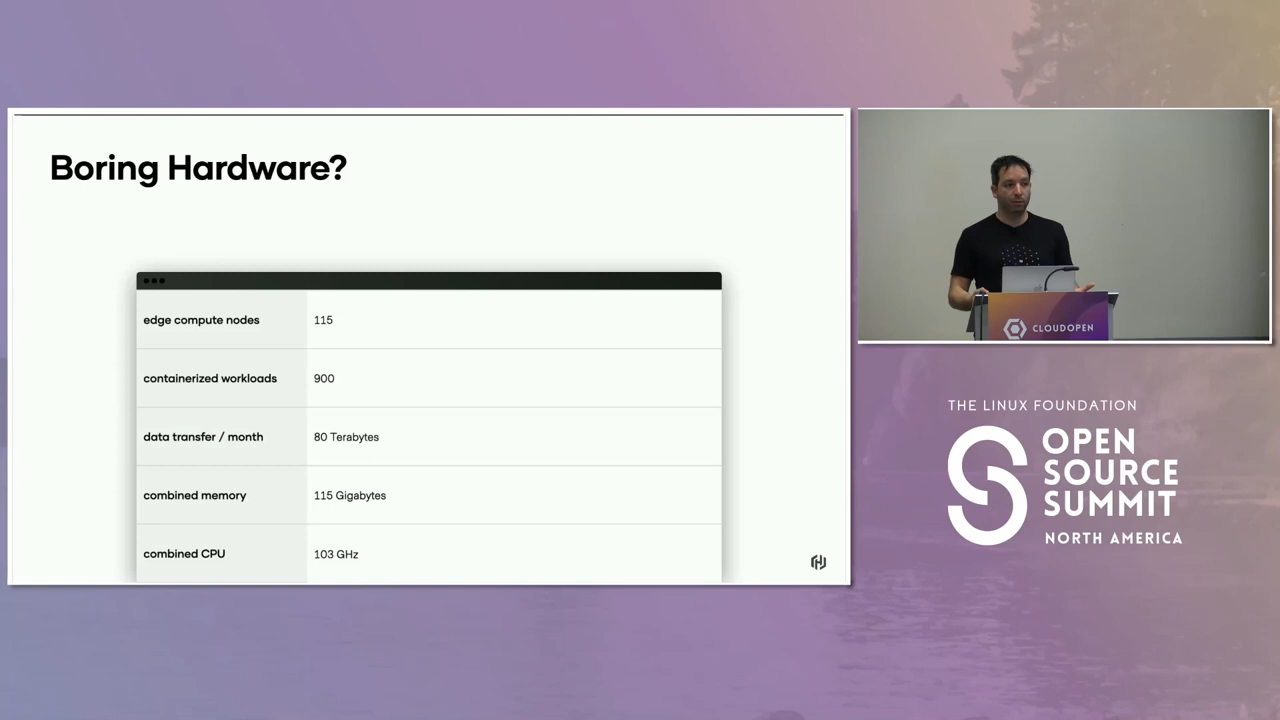 Boring Hardware?
edge compute nodes 115
containerized workloads 900
data transfer / month 80 Terabytes
combined memory 115 Gigabytes
combined CPU 103 GHz
CLOUDOPEN
THE LINUX FOUNDATION
OPEN
SOURCE
SUMMIT
NORTH AMERICA